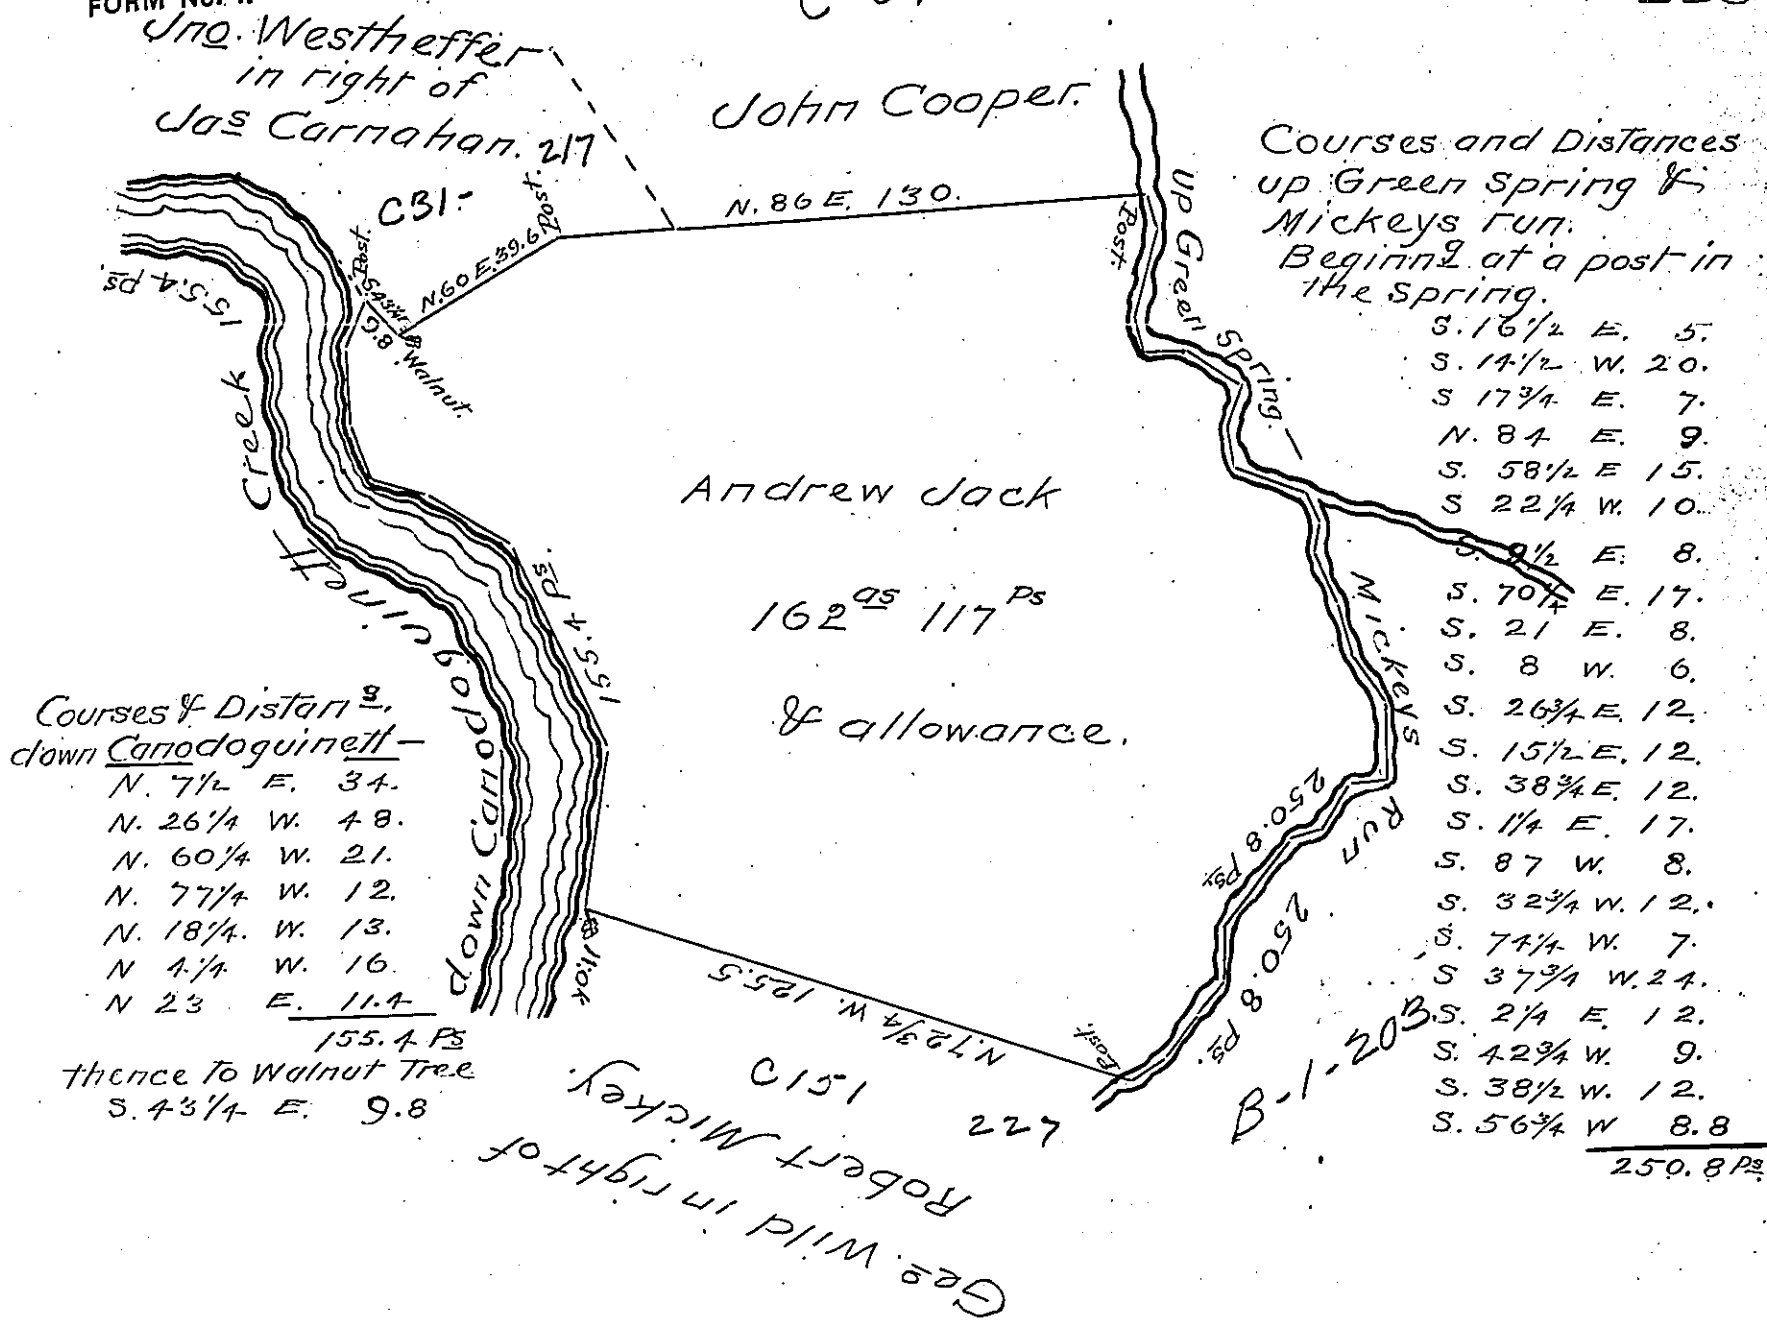 FORM No. 1.
Jno. Westheffer
in right of
Jas Carnahan. 217
C31-
John Cooper.
N. 86 E. 130.
Post.
N. 60 E. 39.6
Post.
S. 43¼ E.
Walnut.
Post.
Up Green Spring
Mickeys Run
250.8 Ps.
250.8 Ps.
155.4 Ps.
155.4 Ps.
down Canodoguinett Creek
Andrew Jack
162 as 117 Ps
& allowance.
N. 72¾ W. 125.5
Post.
Geo. Wild in right of
Robert Mickey.
151 C
227
B-1-20B
Courses and Distances
up Green Spring &
Mickeys run.
Beginng at a post in
the spring.
S. 16½ E. 5.
S. 14½ W. 20.
S 17¾ E. 7.
N. 84 E. 9.
S. 58½ E 15.
S 22¼ W. 10.
S. 9½ E. 8.
S. 70¼ E. 17.
S. 21 E. 8.
S. 8 W. 6.
S. 26¾ E. 12.
S. 15½ E. 12.
S. 38¾ E. 12.
S. 1¼ E. 17.
S. 87 W. 8.
S. 32¾ W. 12.
S. 74¼ W. 7.
S 37¾ W. 24.
S. 2¼ E. 12.
S. 42¾ W. 9.
S. 38½ W. 12.
S. 56¾ W 8.8
250.8 Ps
Courses & Distans.
down Canodoguinett —
N. 7½ E. 34.
N. 26¼ W. 48.
N. 60¼ W. 21.
N. 77¼ W. 12.
N. 18¼ W. 13.
N 4¼ W. 16
N 23 E. 11.4
155.4 Ps
thence to Walnut Tree
S. 43¼ E. 9.8